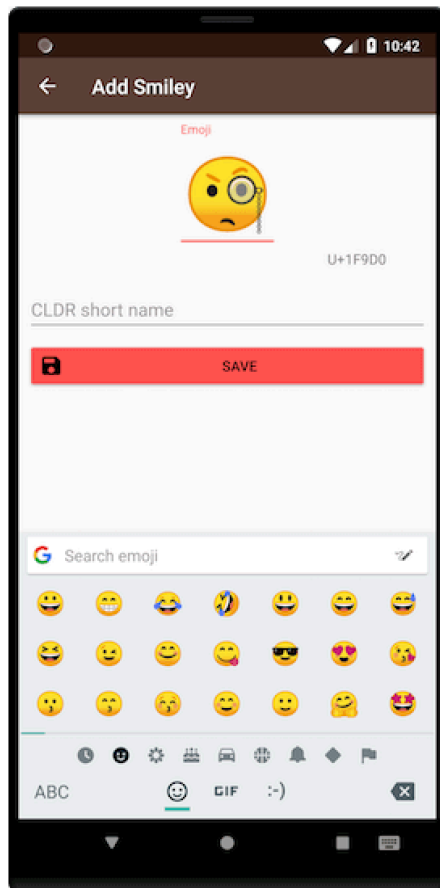 10:42
Add Smiley
Emoji
U+1F9D0
CLDR short name
SAVE
G Search emoji
ABC GIF :-)